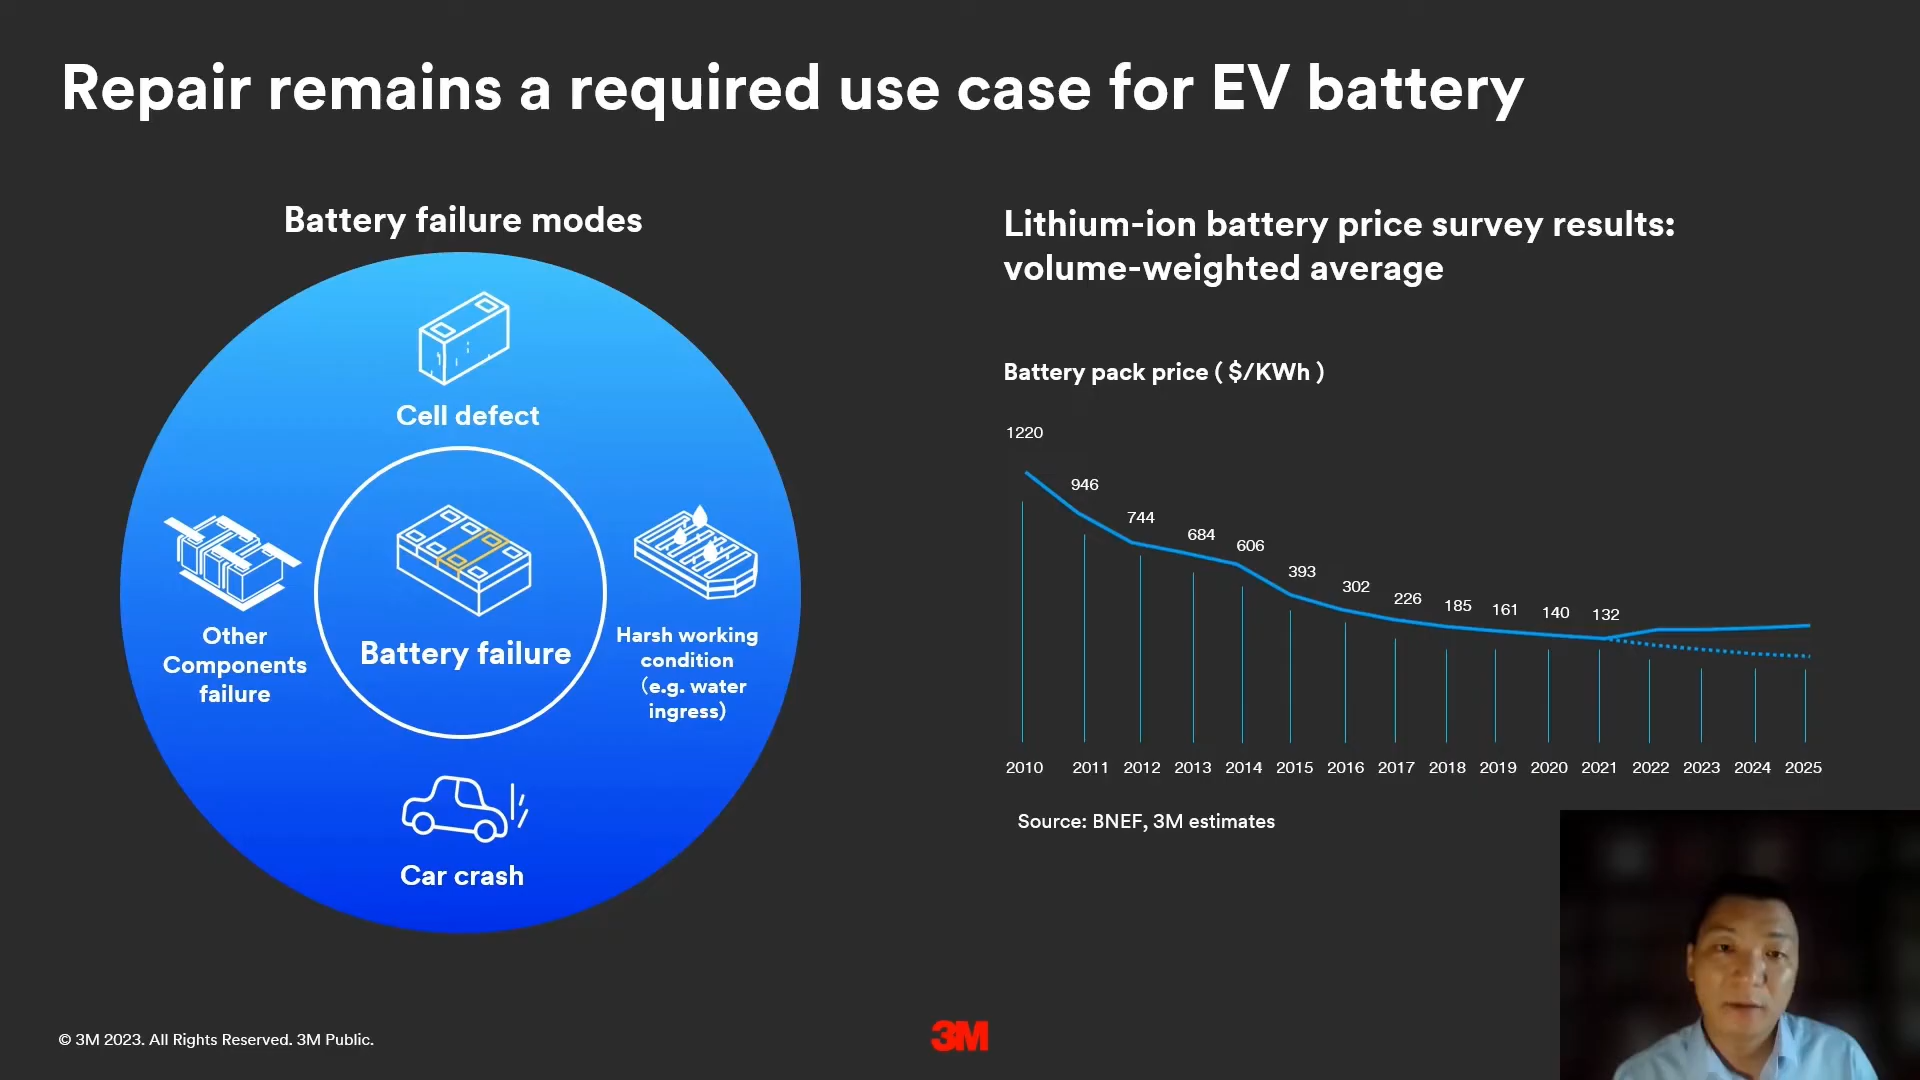 Repair remains a required use case for EV battery
Battery failure modes
Cell defect
Other
Components
failure
Battery failure
Harsh working
condition
(e.g. water
ingress)
Car crash
Lithium-ion battery price survey results:
volume-weighted average
Battery pack price ( $/KWh )
1220
946
744
684
606
393
302
226
185
161
140
132
2010 2011 2012 2013 2014 2015 2016 2017 2018 2019 2020 2021 2022 2023 2024 2025
Source: BNEF, 3M estimates
© 3M 2023. All Rights Reserved. 3M Public.
3M